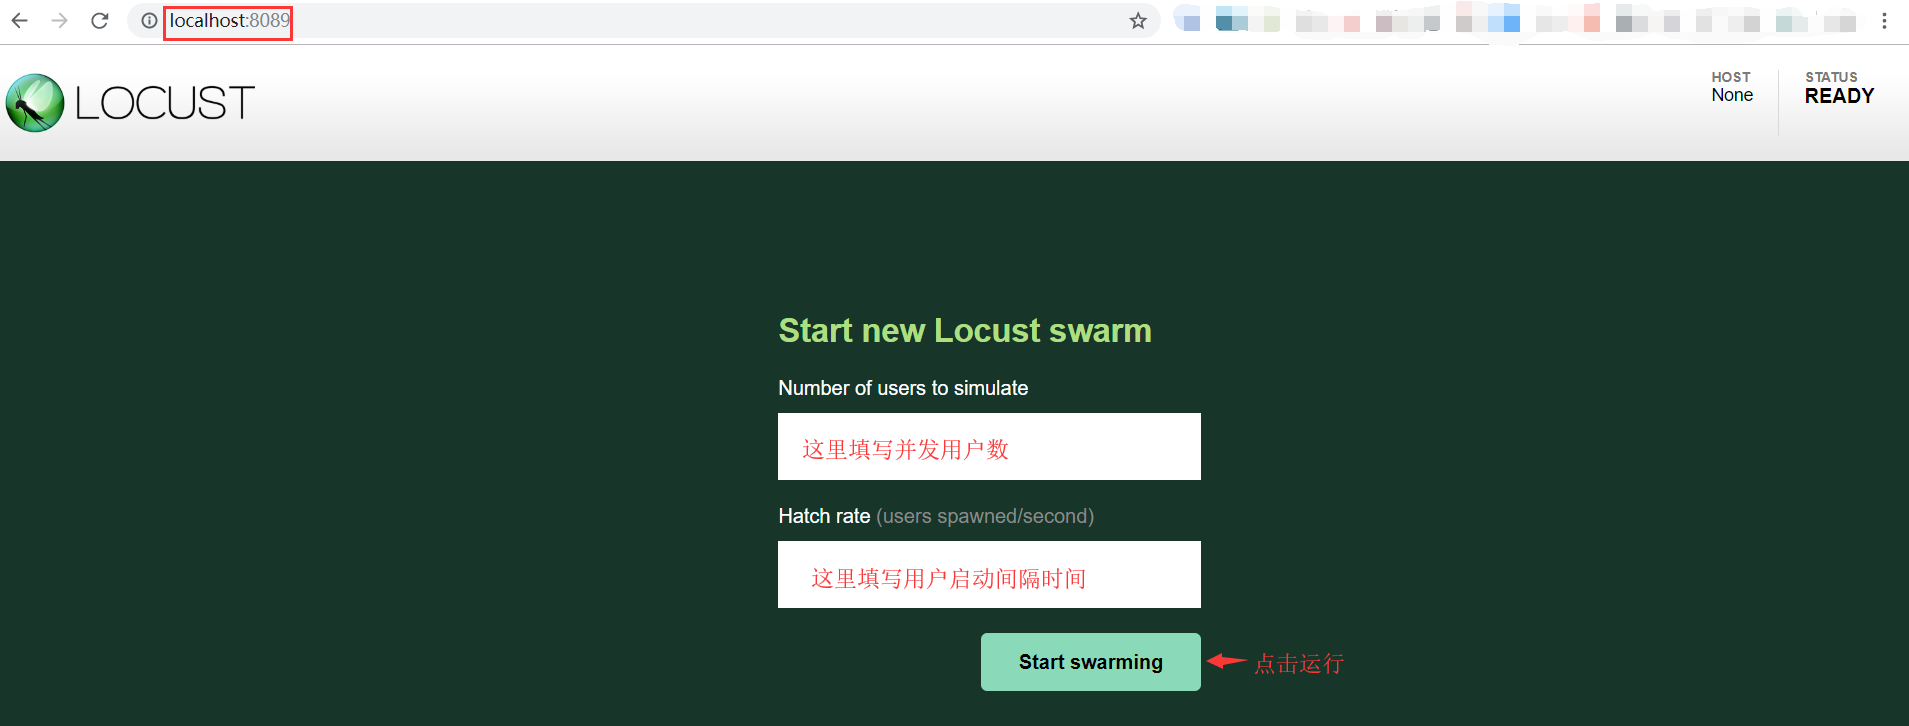 localhost:8089
LOCUST
HOST
None
STATUS
READY
Start new Locust swarm
Number of users to simulate
这里填写并发用户数
Hatch rate (users spawned/second)
这里填写用户启动间隔时间
Start swarming
点击运行